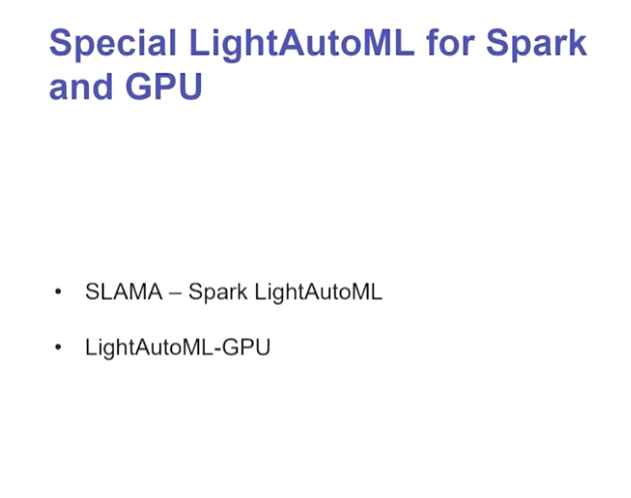 Special LightAutoML for Spark
and GPU
• SLAMA – Spark LightAutoML
• LightAutoML-GPU